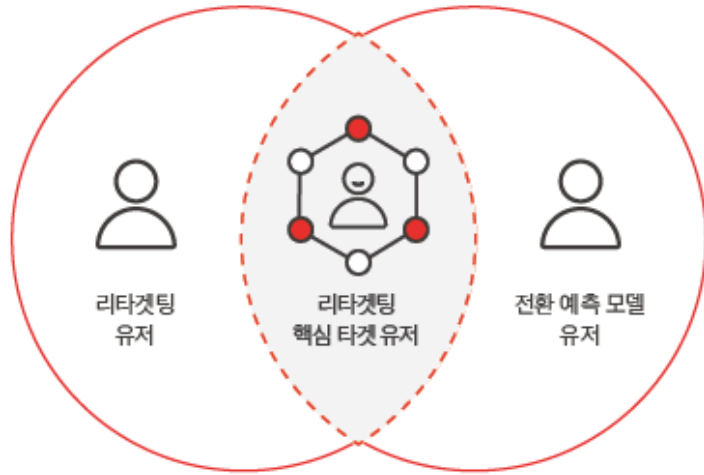 리타겟팅
유저
리타겟팅
핵심 타겟 유저
전환 예측 모델
유저